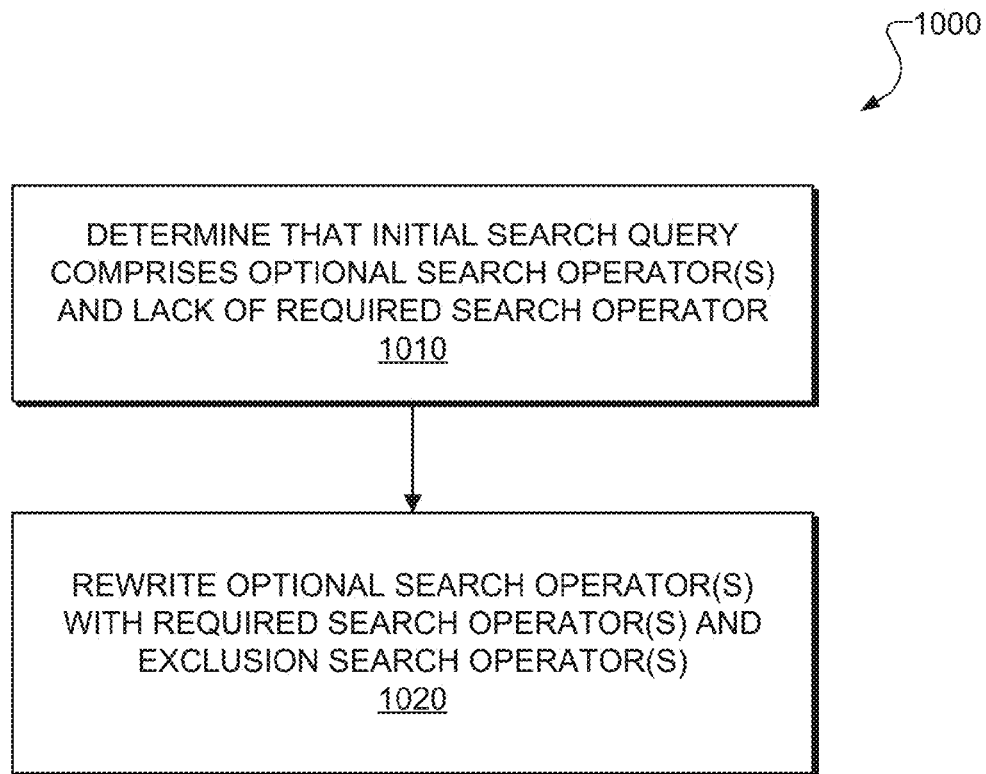 1000
DETERMINE THAT INITIAL SEARCH QUERY
COMPRISES OPTIONAL SEARCH OPERATOR(S)
AND LACK OF REQUIRED SEARCH OPERATOR
1010
REWRITE OPTIONAL SEARCH OPERATOR(S)
WITH REQUIRED SEARCH OPERATOR(S) AND
EXCLUSION SEARCH OPERATOR(S)
1020